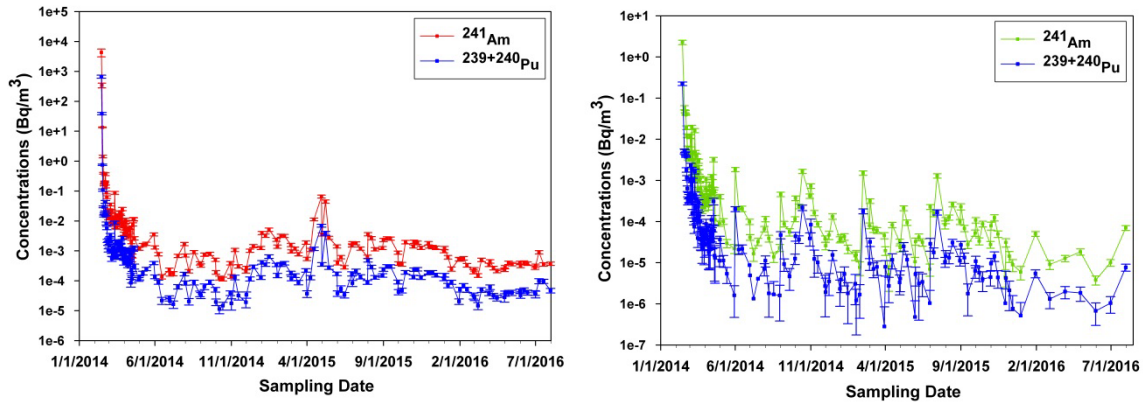 1e+5
1e+4
1e+3
1e+2
1e+1
1e+0
1e-1
1e-2
1e-3
1e-4
1e-5
1e-6
Concentrations (Bq/m³)
²⁴¹Am
²³⁹⁺²⁴⁰Pu
1/1/2014 6/1/2014 11/1/2014 4/1/2015 9/1/2015 2/1/2016 7/1/2016
Sampling Date
1e+1
1e+0
1e-1
1e-2
1e-3
1e-4
1e-5
1e-6
1e-7
Concentrations (Bq/m³)
²⁴¹Am
²³⁹⁺²⁴⁰Pu
1/1/2014 6/1/2014 11/1/2014 4/1/2015 9/1/2015 2/1/2016 7/1/2016
Sampling Date